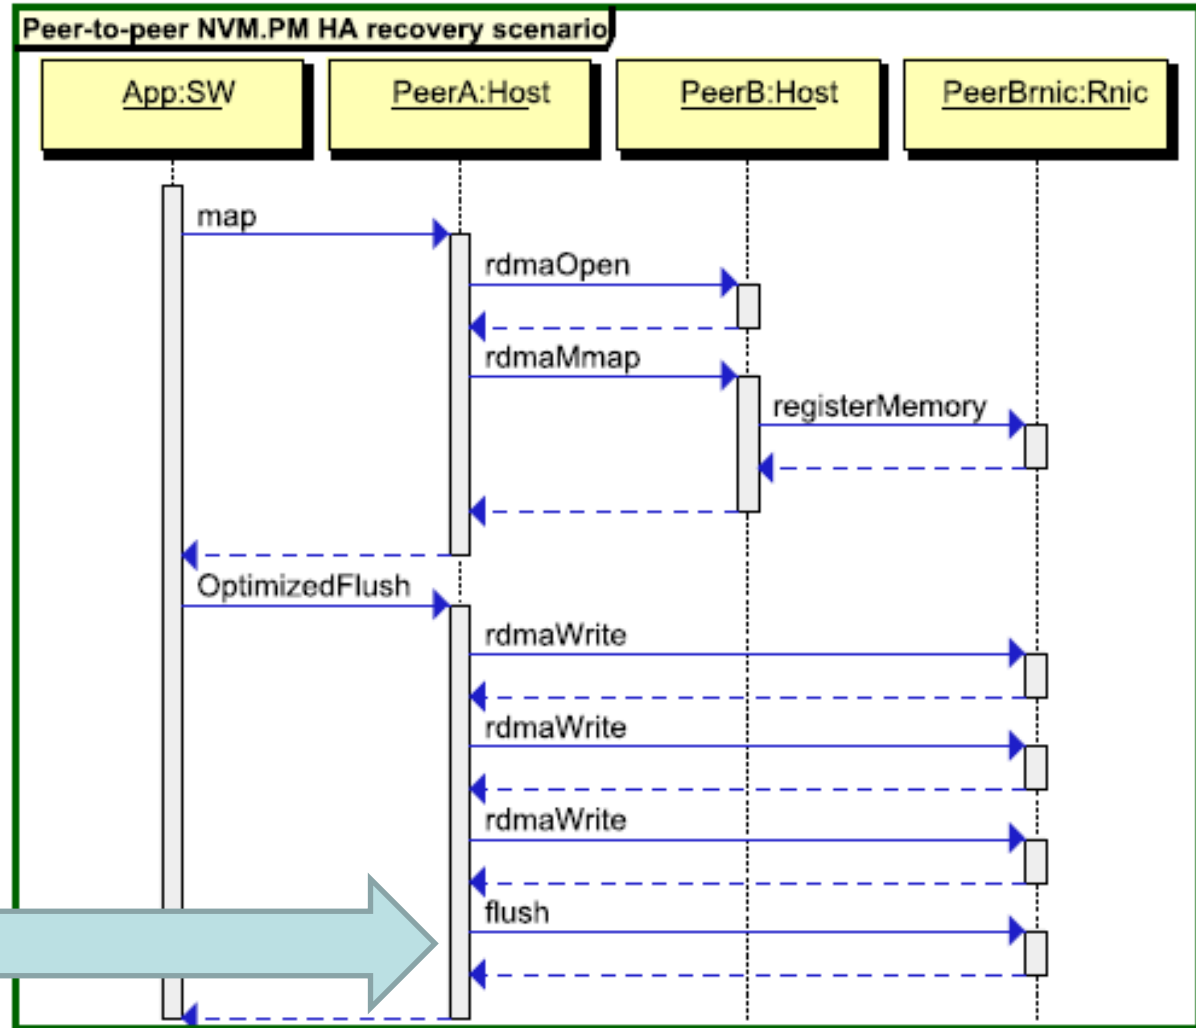 Peer-to-peer NVM.PM HA recovery scenario
App:SW
PeerA:Host
PeerB:Host
PeerBrnic:Rnic
map
rdmaOpen
rdmaMmap
registerMemory
OptimizedFlush
rdmaWrite
rdmaWrite
rdmaWrite
flush